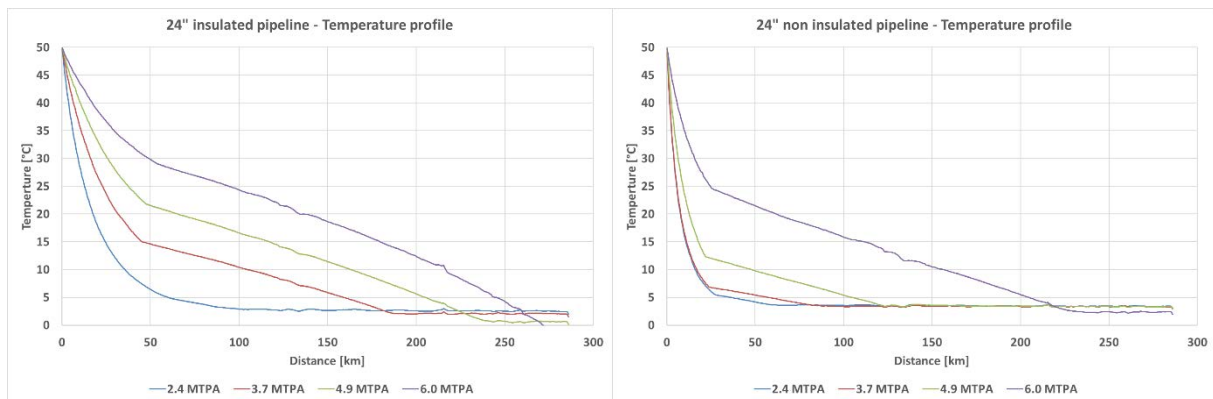 24" insulated pipeline - Temperature profile
50
45
40
35
30
25
20
15
10
5
0
Temperture [°C]
0 50 100 150 200 250 300
Distance [km]
2.4 MTPA 3.7 MTPA 4.9 MTPA 6.0 MTPA
24" non insulated pipeline - Temperature profile
50
45
40
35
30
25
20
15
10
5
0
Temperture [°C]
0 50 100 150 200 250 300
Distance [km]
2.4 MTPA 3.7 MTPA 4.9 MTPA 6.0 MTPA